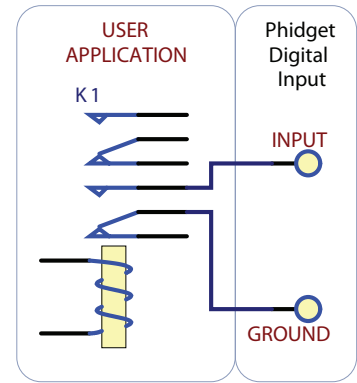 USER
APPLICATION
Phidget
Digital
Input
K 1
INPUT
GROUND